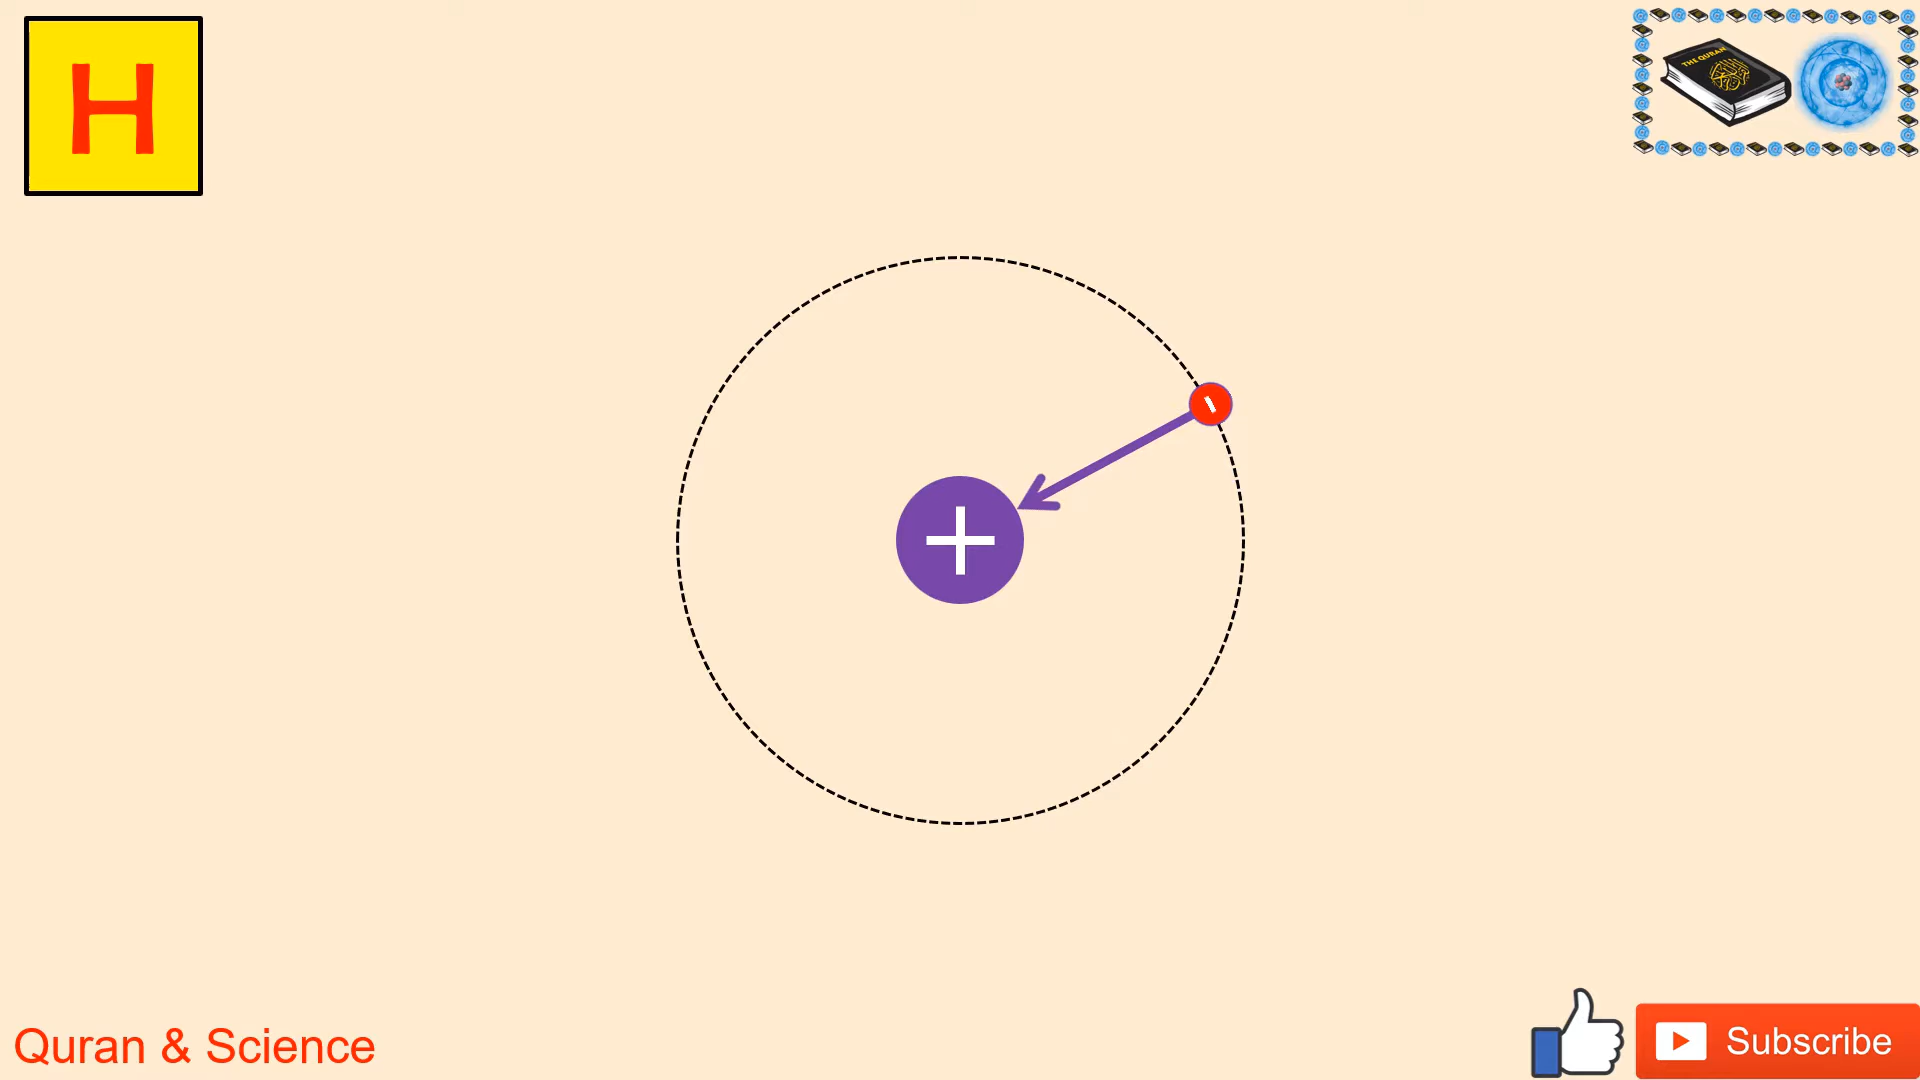 H
THE QURAN
+
-
Quran & Science
Subscribe